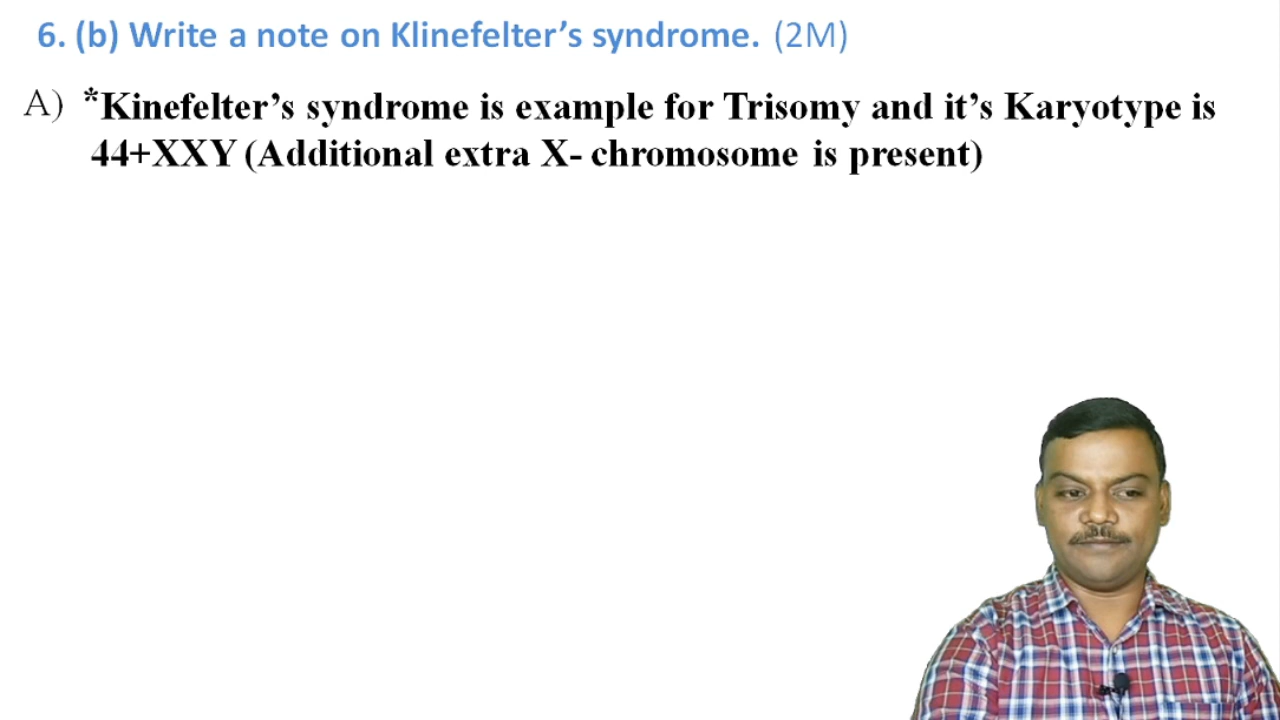 6. (b) Write a note on Klinefelter’s syndrome. (2M)
A) *Kinefelter’s syndrome is example for Trisomy and it’s Karyotype is
44+XXY (Additional extra X- chromosome is present)